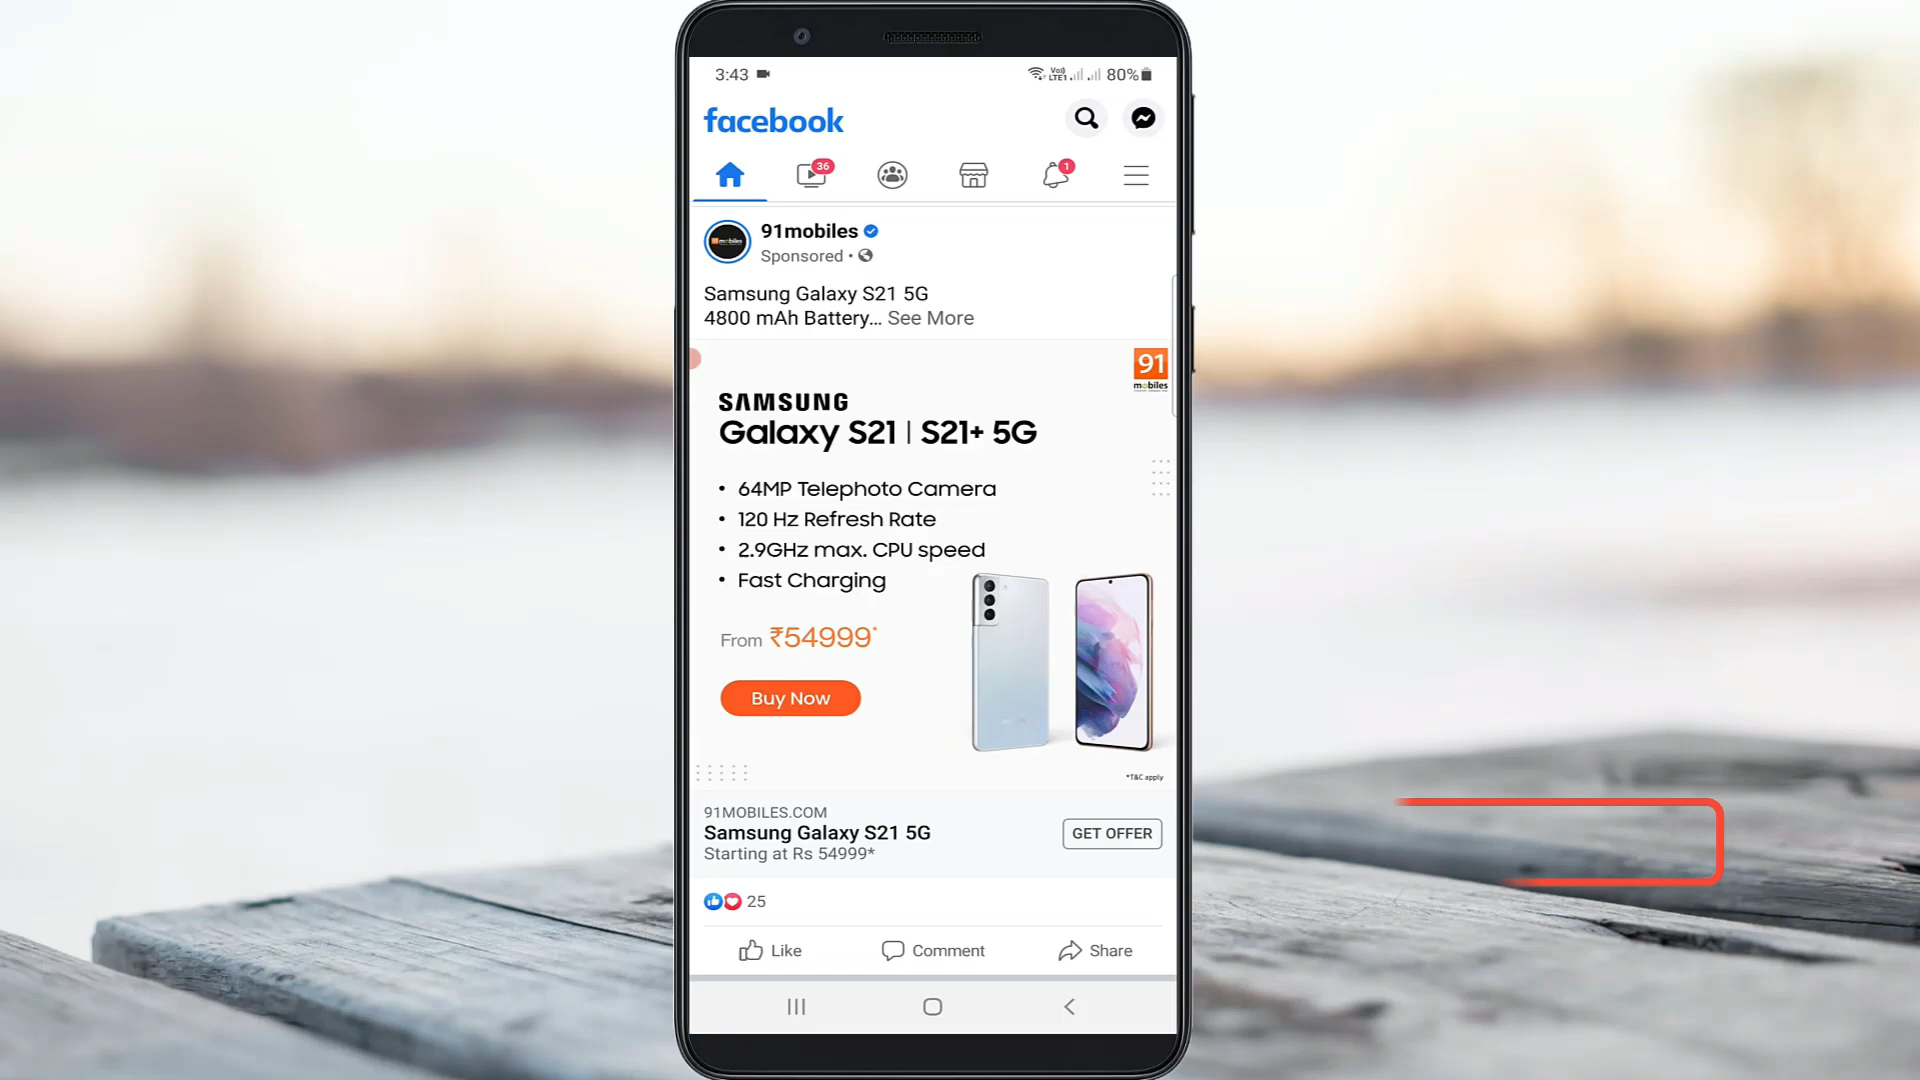 3:43
80%
facebook
36
1
91mobiles
Sponsored •
Samsung Galaxy S21 5G
4800 mAh Battery... See More
91
mobiles
SAMSUNG
Galaxy S21 | S21+ 5G
• 64MP Telephoto Camera
• 120 Hz Refresh Rate
• 2.9GHz max. CPU speed
• Fast Charging
From ₹54999*
Buy Now
*T&C apply
91MOBILES.COM
Samsung Galaxy S21 5G
Starting at Rs 54999*
GET OFFER
25
Like
Comment
Share